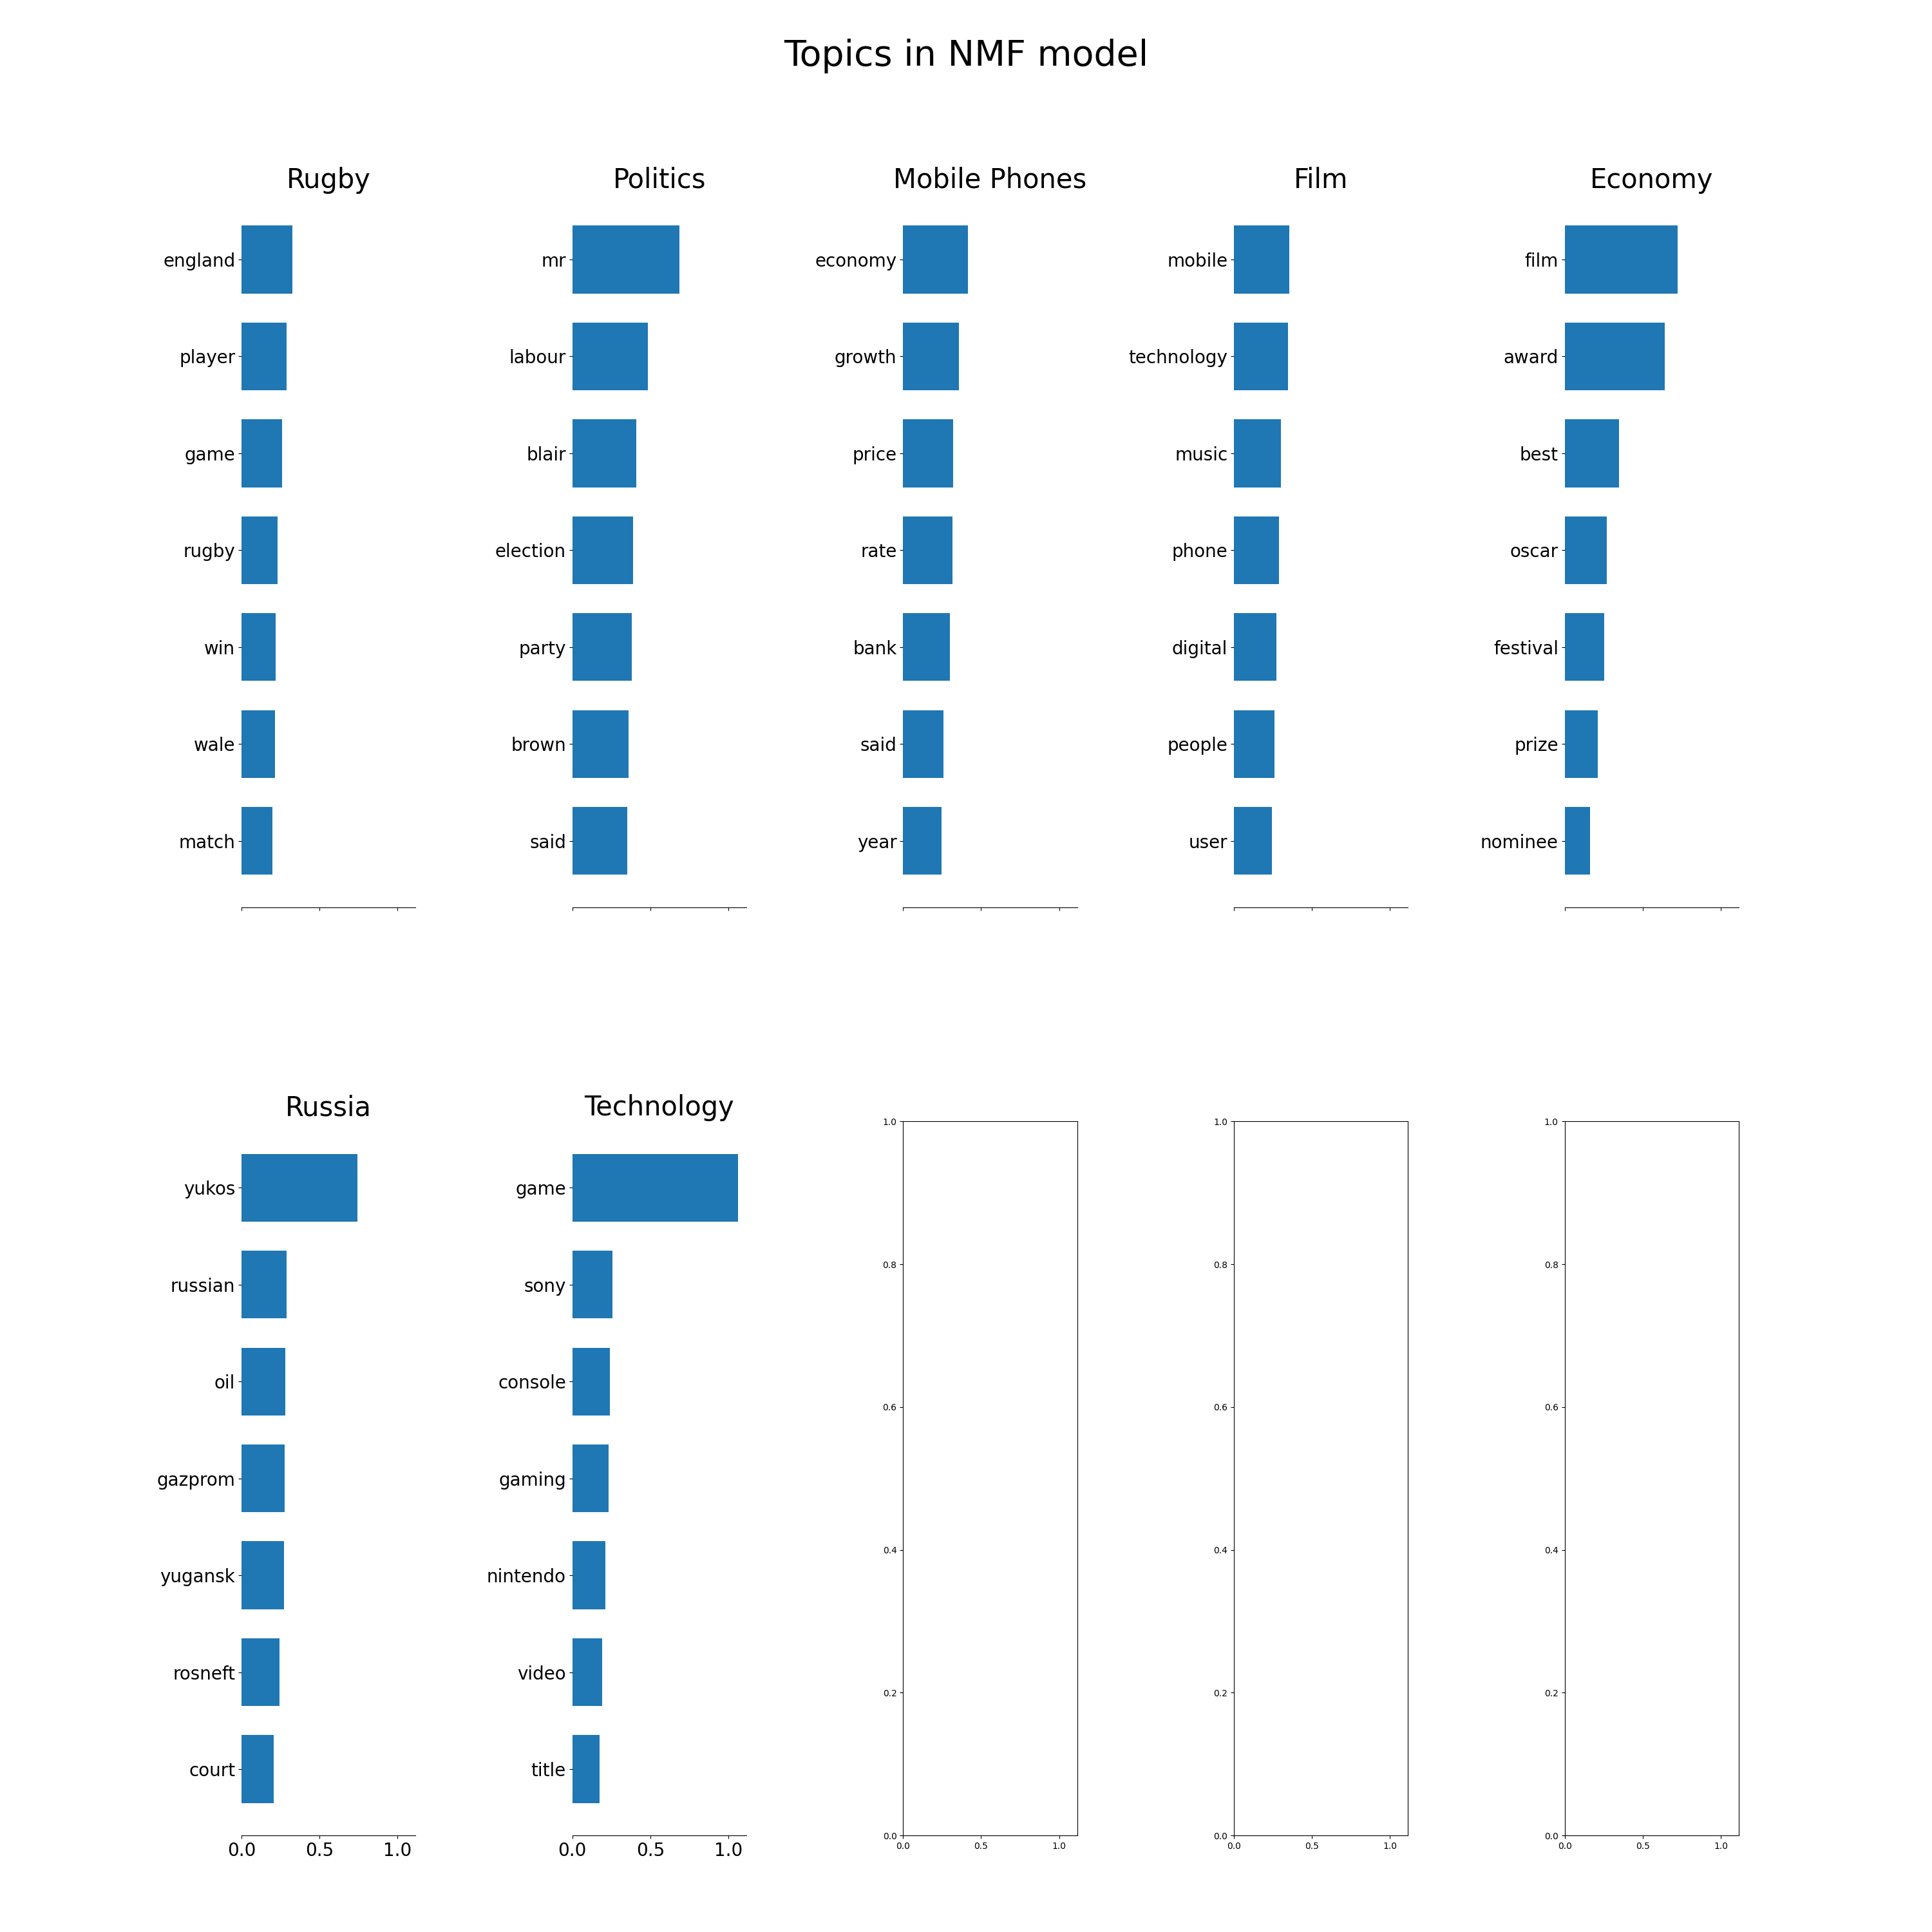 Topics in NMF model
Rugby
england
player
game
rugby
win
wale
match
Politics
mr
labour
blair
election
party
brown
said
Mobile Phones
economy
growth
price
rate
bank
said
year
Film
mobile
technology
music
phone
digital
people
user
Economy
film
award
best
oscar
festival
prize
nominee
Russia
yukos
russian
oil
gazprom
yugansk
rosneft
court
0.0 0.5 1.0
Technology
game
sony
console
gaming
nintendo
video
title
0.0 0.5 1.0
1.0
0.8
0.6
0.4
0.2
0.0
0.0 0.5 1.0
1.0
0.8
0.6
0.4
0.2
0.0
0.0 0.5 1.0
1.0
0.8
0.6
0.4
0.2
0.0
0.0 0.5 1.0